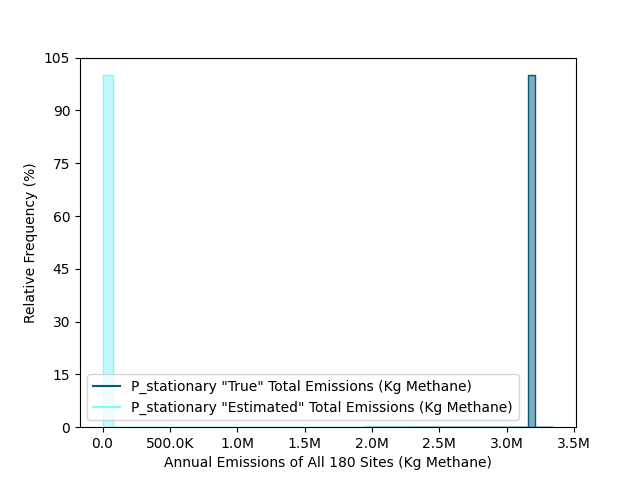 105
90
75
60
45
30
15
0
Relative Frequency (%)
P_stationary "True" Total Emissions (Kg Methane)
P_stationary "Estimated" Total Emissions (Kg Methane)
0.0 500.0K 1.0M 1.5M 2.0M 2.5M 3.0M 3.5M
Annual Emissions of All 180 Sites (Kg Methane)